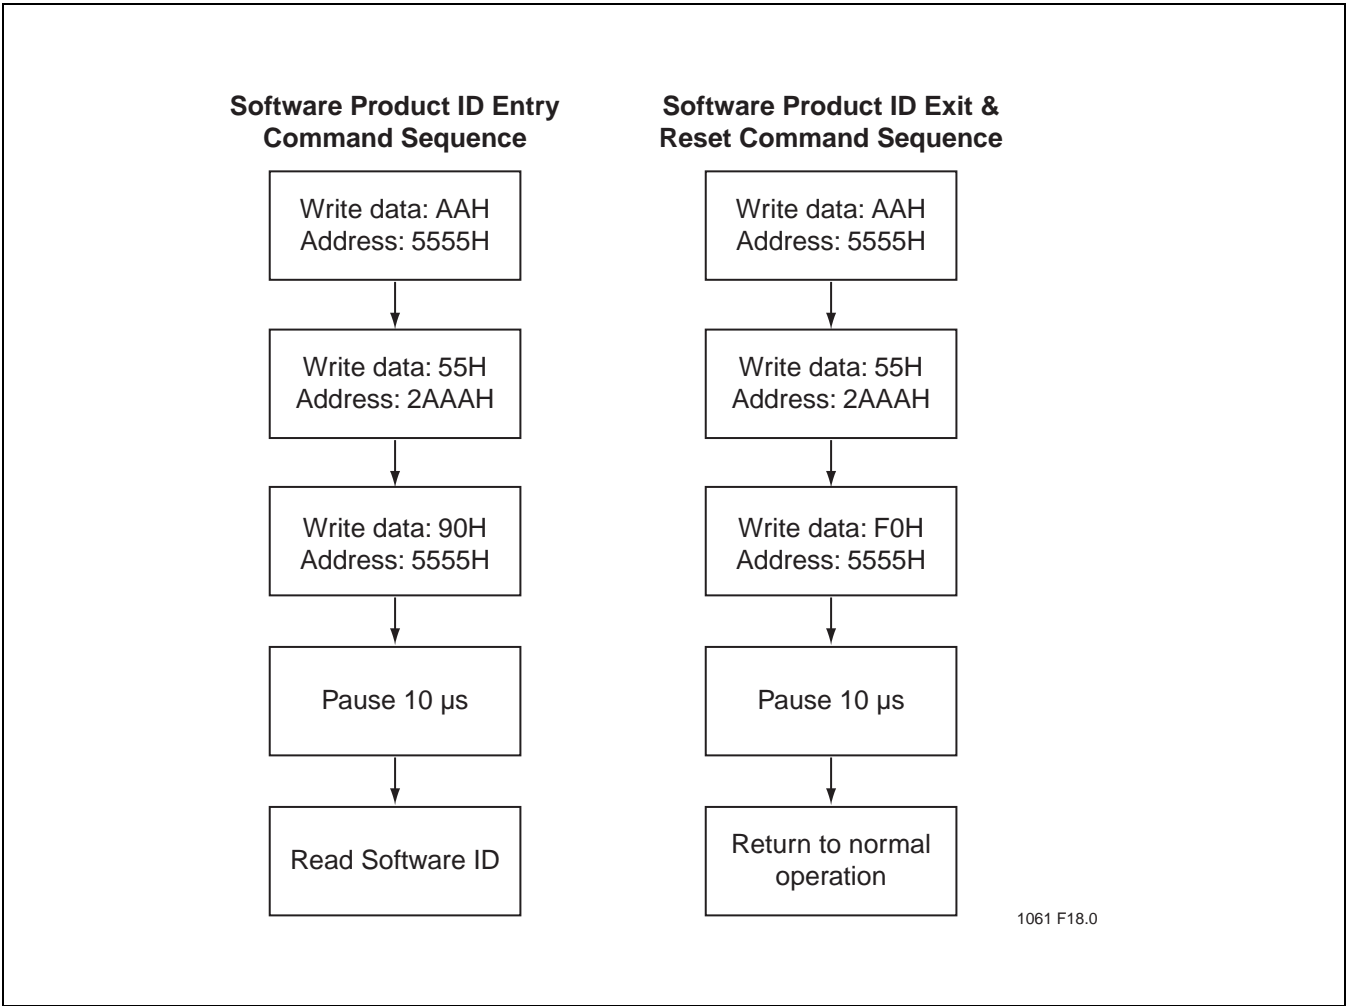 Software Product ID Entry
Command Sequence
Write data: AAH
Address: 5555H
Write data: 55H
Address: 2AAAH
Write data: 90H
Address: 5555H
Pause 10 µs
Read Software ID
Software Product ID Exit &
Reset Command Sequence
Write data: AAH
Address: 5555H
Write data: 55H
Address: 2AAAH
Write data: F0H
Address: 5555H
Pause 10 µs
Return to normal
operation
1061 F18.0